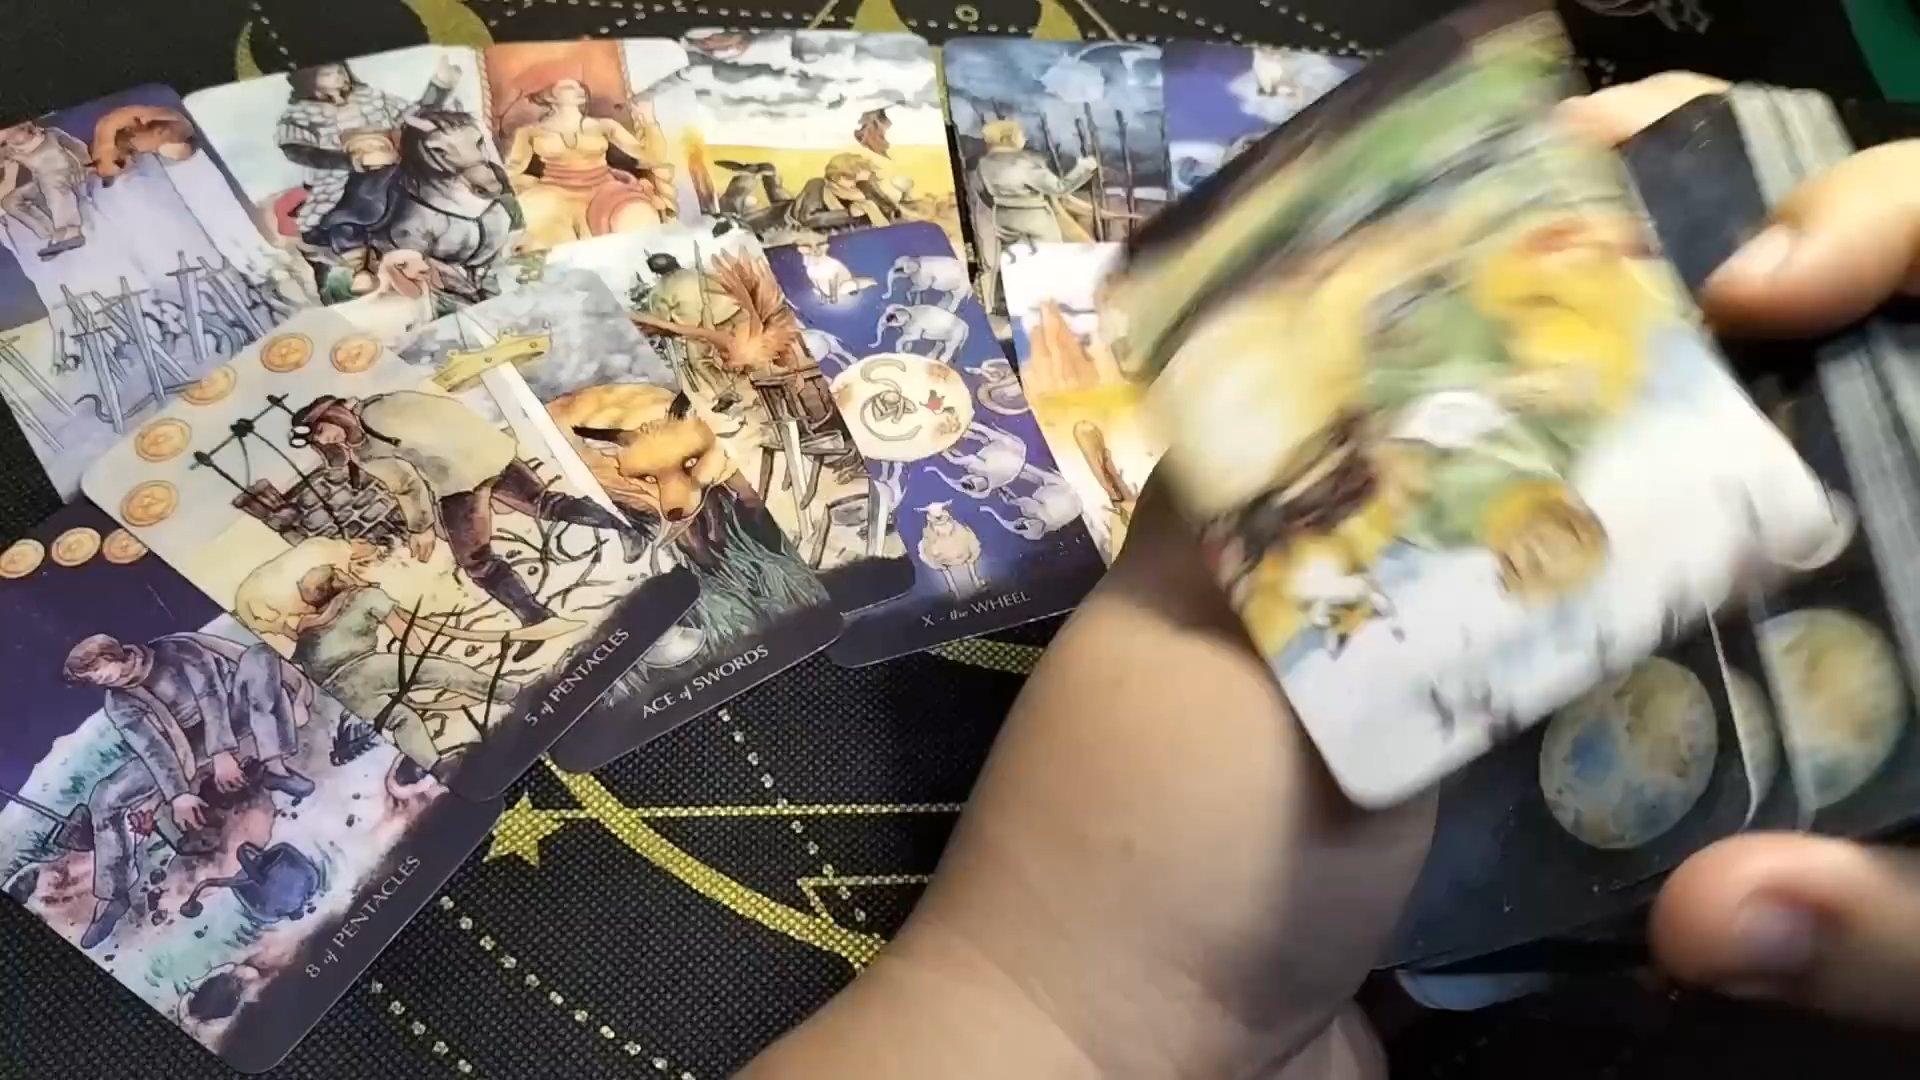 X - the WHEEL
5 of PENTACLES
ACE of SWORDS
8 of PENTACLES